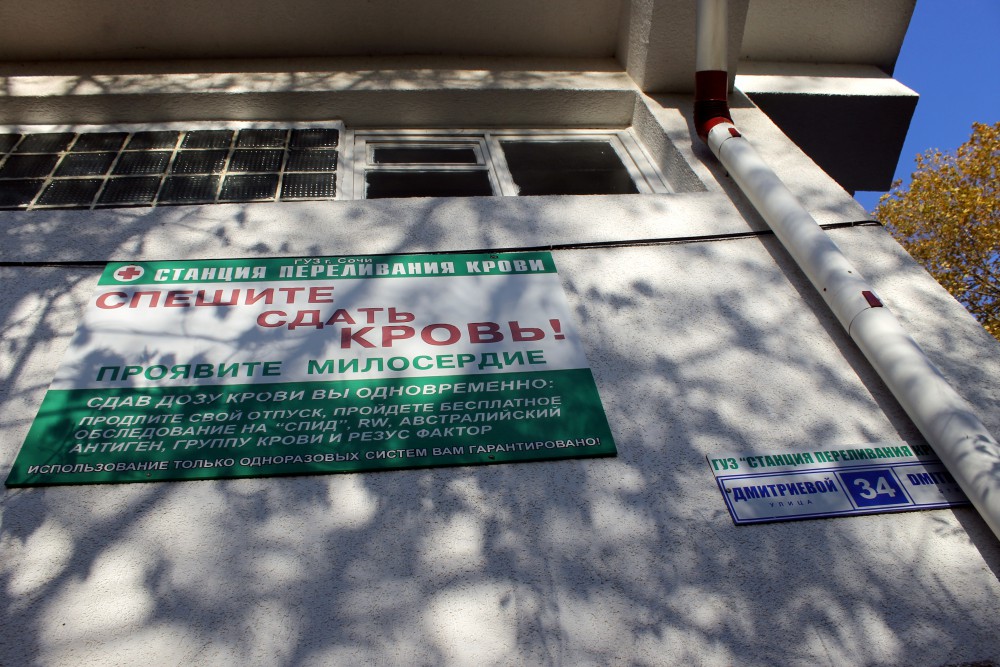 ГУЗ г. Сочи
СТАНЦИЯ ПЕРЕЛИВАНИЯ КРОВИ
СПЕШИТЕ
СДАТЬ
КРОВЬ!
ПРОЯВИТЕ МИЛОСЕРДИЕ
СДАВ ДОЗУ КРОВИ ВЫ ОДНОВРЕМЕННО:
ПРОДЛИТЕ СВОЙ ОТПУСК, ПРОЙДЕТЕ БЕСПЛАТНОЕ
ОБСЛЕДОВАНИЕ НА “СПИД”, RW, АВСТРАЛИЙСКИЙ
АНТИГЕН, ГРУППУ КРОВИ И РЕЗУС ФАКТОР
ИСПОЛЬЗОВАНИЕ ТОЛЬКО ОДНОРАЗОВЫХ СИСТЕМ ВАМ ГАРАНТИРОВАНО!
ГУЗ "СТАНЦИЯ ПЕРЕЛИВАНИЯ
ДМИТРИЕВОЙ 34
УЛИЦА